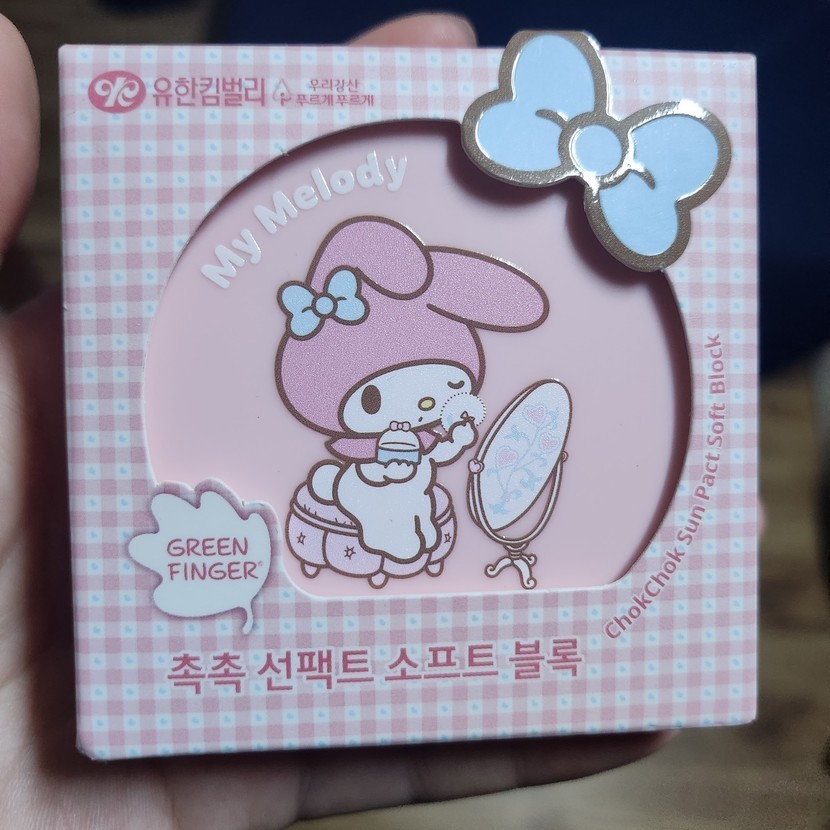 유한킴벌리
우리강산
푸르게 푸르게
My Melody
GREEN
FINGER®
ChokChok Sun Pact Soft Block
촉촉 선팩트 소프트 블록